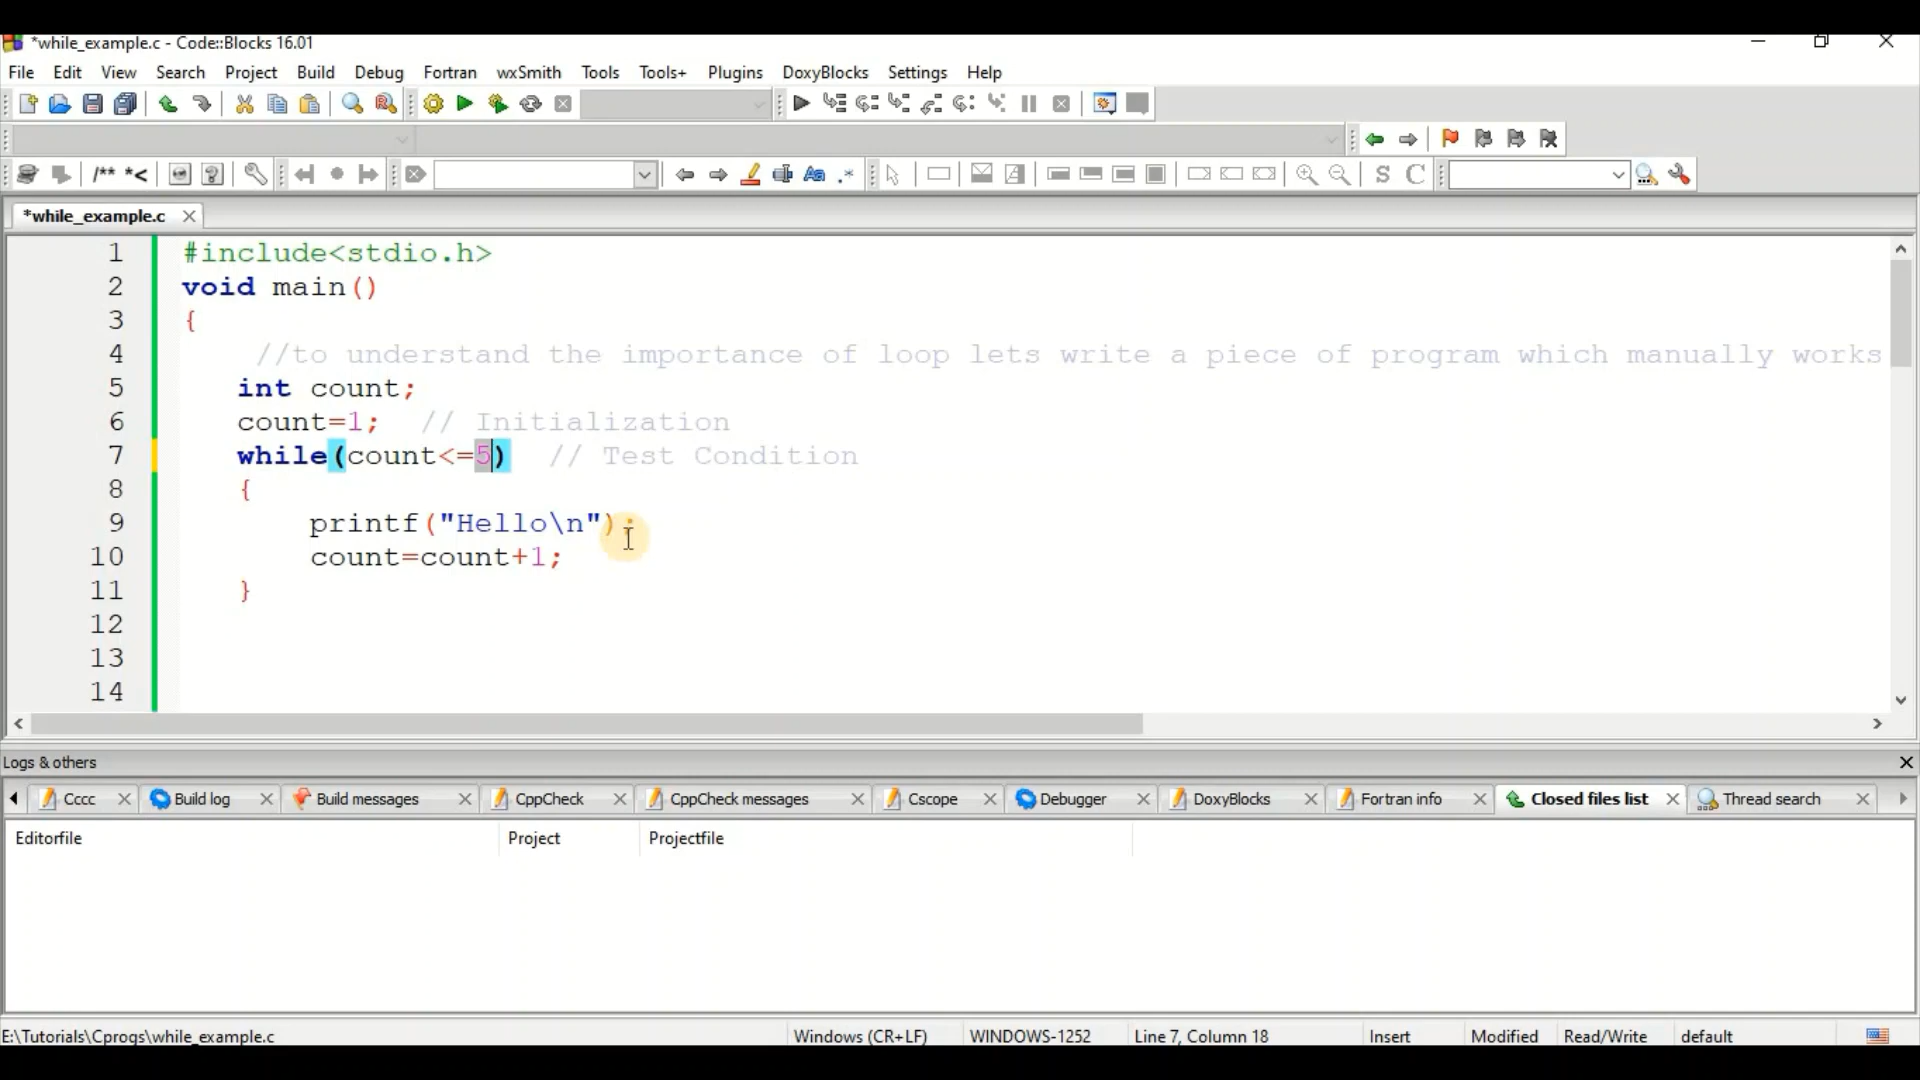 *while_example.c - Code::Blocks 16.01
File Edit View Search Project Build Debug Fortran wxSmith Tools Tools+ Plugins DoxyBlocks Settings Help
/** *< Aa .* S C
*while_example.c
1 #include<stdio.h>
2 void main()
3 {
4 //to understand the importance of loop lets write a piece of program which manually works
5 int count;
6 count=1; // Initialization
7 while(count<=5) // Test Condition
8 {
9 printf("Hello\n");
10 count=count+1;
11 }
12
13
14
Logs & others
Cccc Build log Build messages CppCheck CppCheck messages Cscope Debugger DoxyBlocks Fortran info Closed files list Thread search
Editorfile Project Projectfile
E:\Tutorials\Cprogs\while_example.c Windows (CR+LF) WINDOWS-1252 Line 7, Column 18 Insert Modified Read/Write default